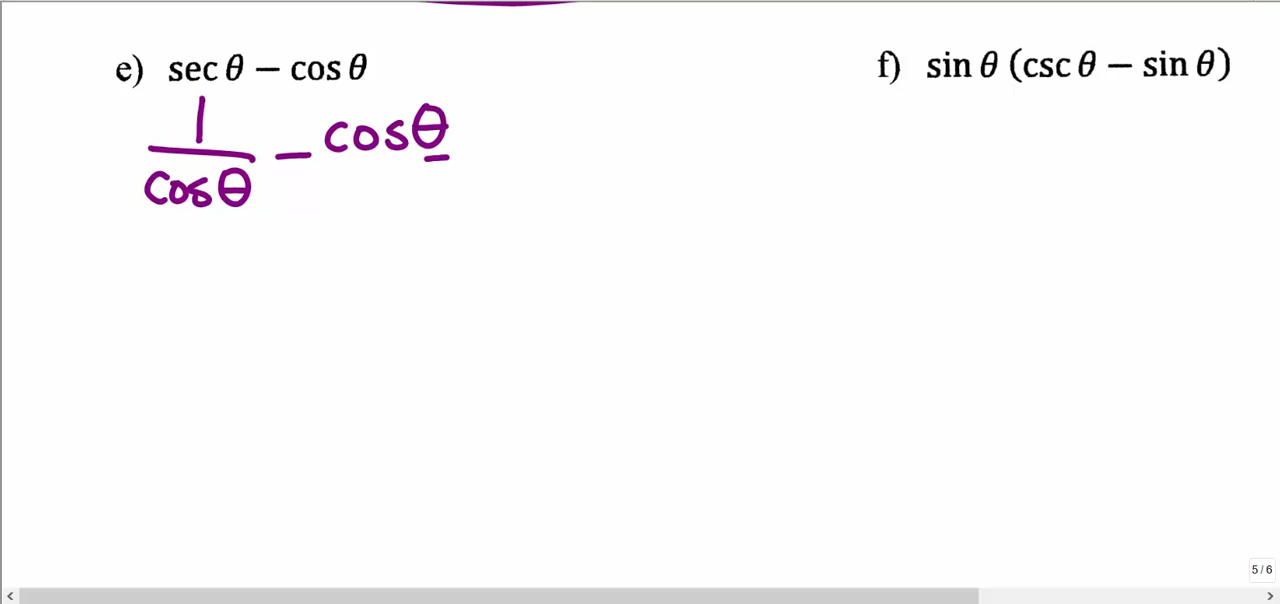 e) sec θ − cos θ
f) sin θ (csc θ − sin θ)
1
— − cosθ
cosθ
5 / 6